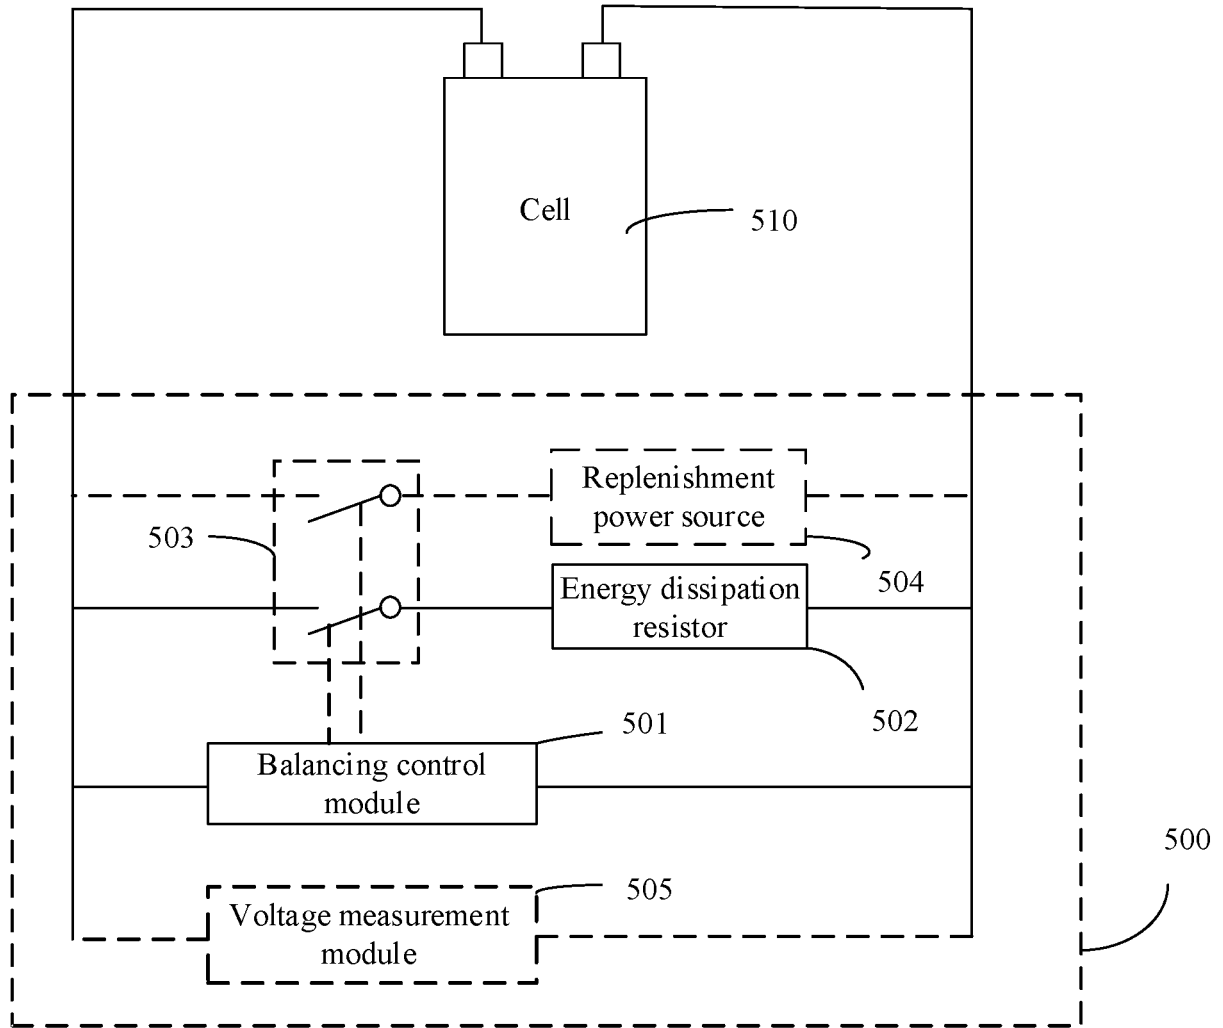 Cell
510
Replenishment
power source
503
504
Energy dissipation
resistor
502
501
Balancing control
module
500
505
Voltage measurement
module